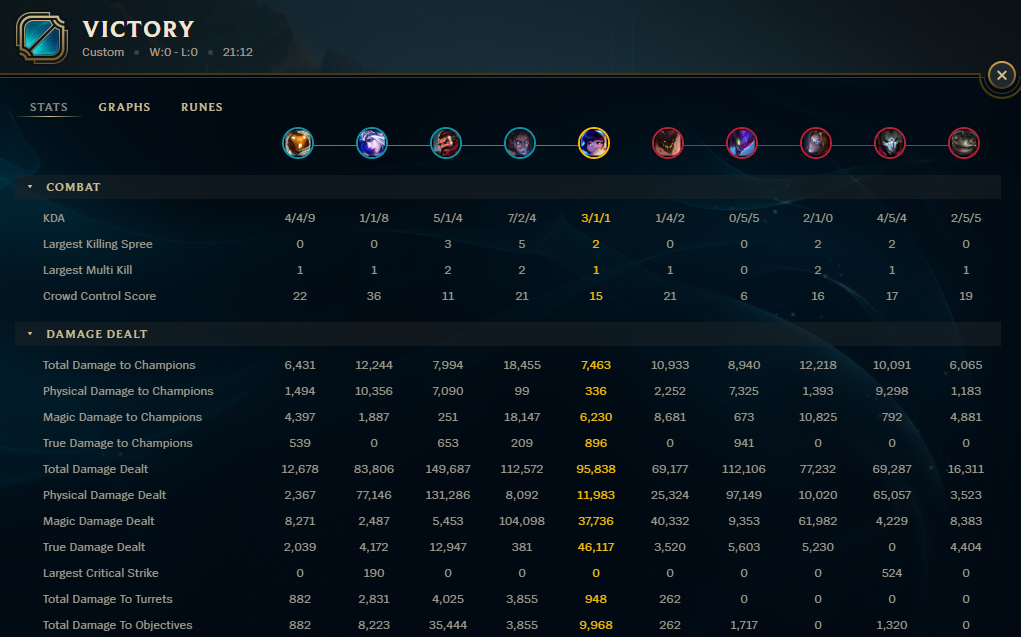 VICTORY
Custom • W:0 - L:0 • 21:12
STATS GRAPHS RUNES
COMBAT
KDA 4/4/9 1/1/8 5/1/4 7/2/4 3/1/1 1/4/2 0/5/5 2/1/0 4/5/4 2/5/5
Largest Killing Spree 0 0 3 5 2 0 0 2 2 0
Largest Multi Kill 1 1 2 2 1 1 0 2 1 1
Crowd Control Score 22 36 11 21 15 21 6 16 17 19
DAMAGE DEALT
Total Damage to Champions 6,431 12,244 7,994 18,455 7,463 10,933 8,940 12,218 10,091 6,065
Physical Damage to Champions 1,494 10,356 7,090 99 336 2,252 7,325 1,393 9,298 1,183
Magic Damage to Champions 4,397 1,887 251 18,147 6,230 8,681 673 10,825 792 4,881
True Damage to Champions 539 0 653 209 896 0 941 0 0 0
Total Damage Dealt 12,678 83,806 149,687 112,572 95,838 69,177 112,106 77,232 69,287 16,311
Physical Damage Dealt 2,367 77,146 131,286 8,092 11,983 25,324 97,149 10,020 65,057 3,523
Magic Damage Dealt 8,271 2,487 5,453 104,098 37,736 40,332 9,353 61,982 4,229 8,383
True Damage Dealt 2,039 4,172 12,947 381 46,117 3,520 5,603 5,230 0 4,404
Largest Critical Strike 0 190 0 0 0 0 0 0 524 0
Total Damage To Turrets 882 2,831 4,025 3,855 948 262 0 0 0 0
Total Damage To Objectives 882 8,223 35,444 3,855 9,968 262 1,717 0 1,320 0